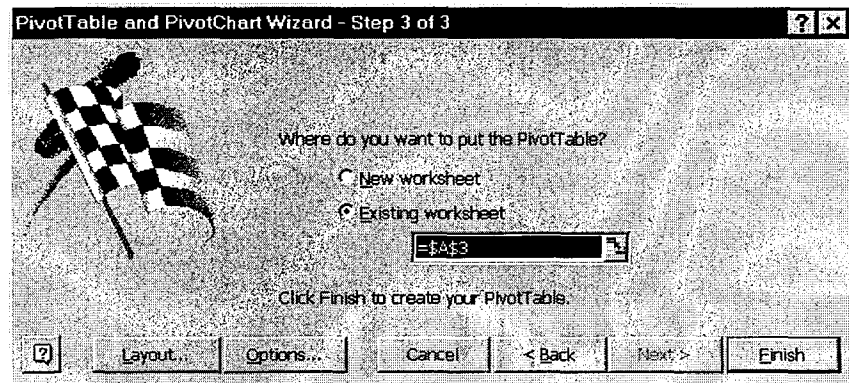 PivotTable and PivotChart Wizard - Step 3 of 3
Where do you want to put the PivotTable?
New worksheet
Existing worksheet
=$A$3
Click Finish to create your PivotTable.
Layout... Options... Cancel < Back Next > Finish